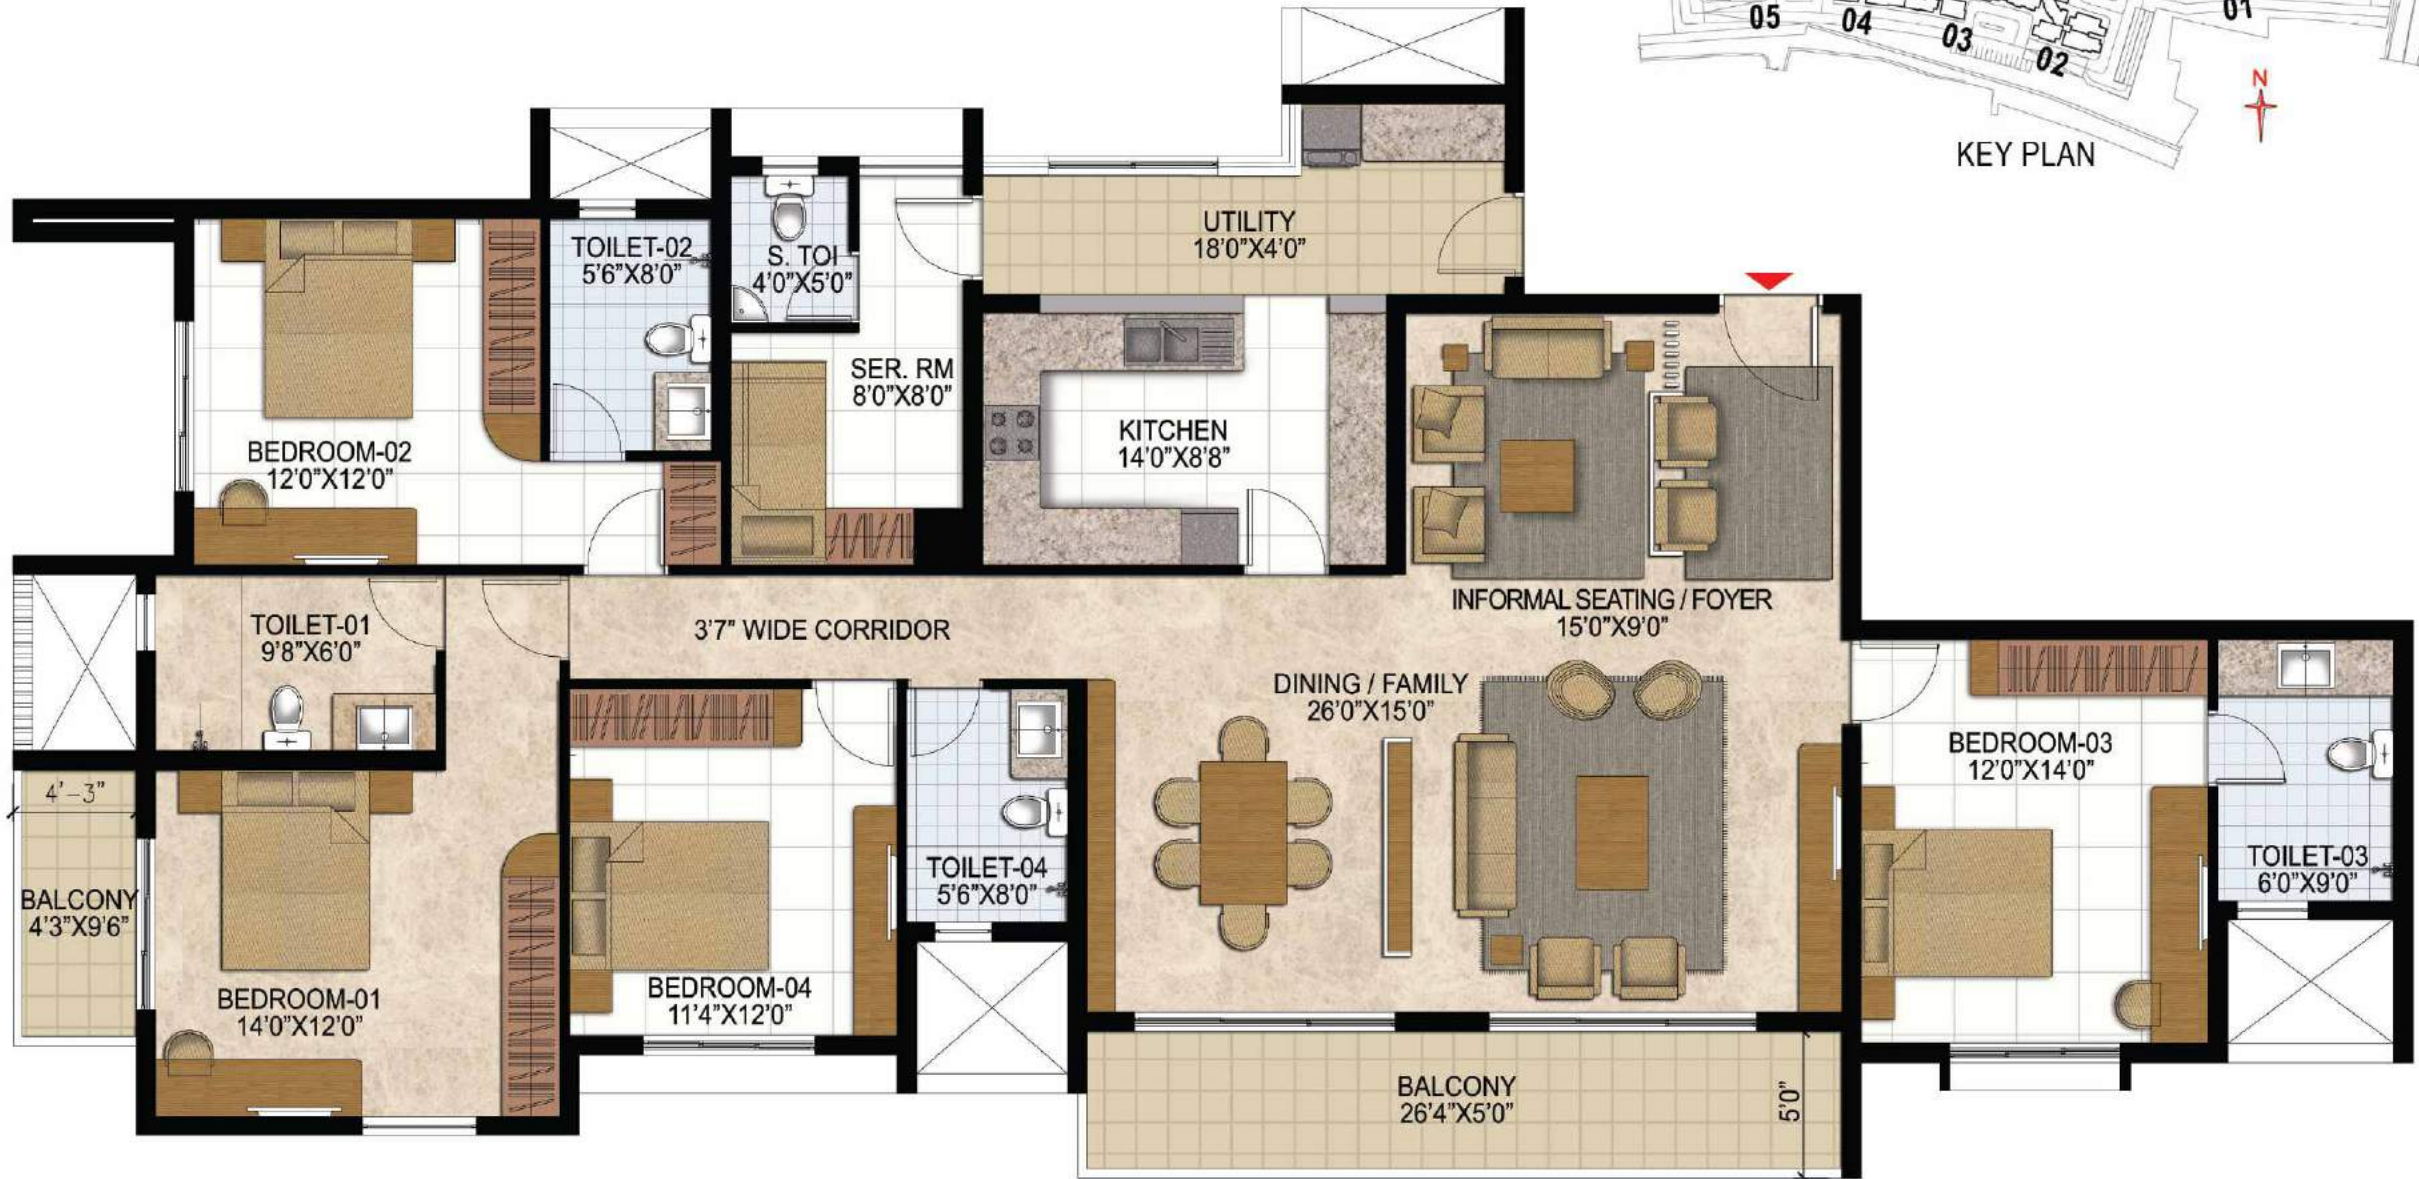 05
04
03
02
01
N
KEY PLAN
UTILITY
18'0"X4'0"
TOILET-02
5'6"X8'0"
S. TOI
4'0"X5'0"
SER. RM
8'0"X8'0"
KITCHEN
14'0"X8'8"
BEDROOM-02
12'0"X12'0"
INFORMAL SEATING / FOYER
15'0"X9'0"
TOILET-01
9'8"X6'0"
3'7" WIDE CORRIDOR
DINING / FAMILY
26'0"X15'0"
BEDROOM-03
12'0"X14'0"
4'-3"
TOILET-03
6'0"X9'0"
TOILET-04
5'6"X8'0"
BALCONY
4'3"X9'6"
BEDROOM-01
14'0"X12'0"
BEDROOM-04
11'4"X12'0"
BALCONY
26'4"X5'0"
5'0"